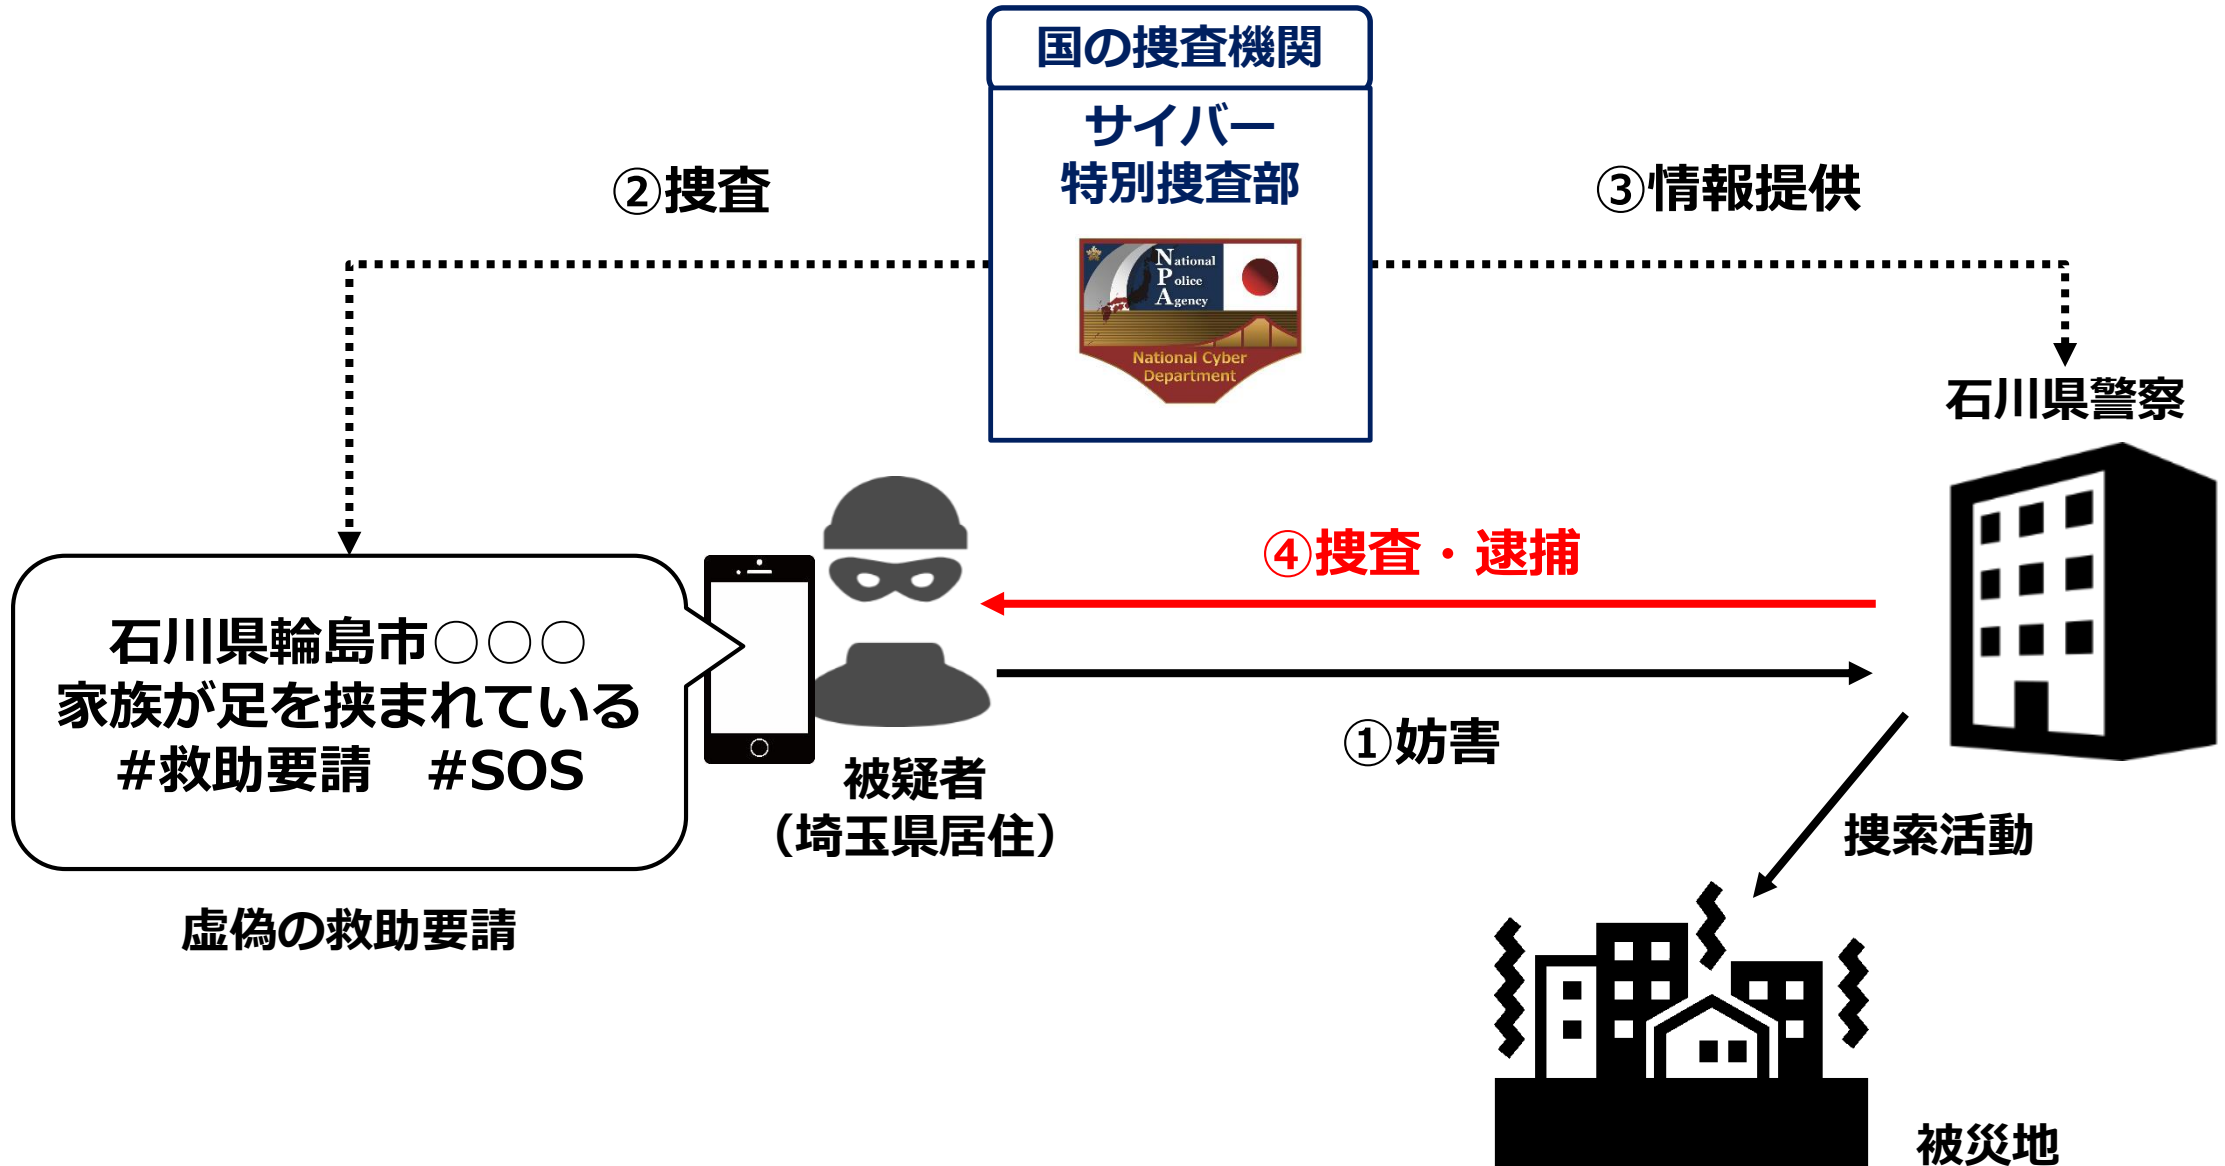 国の捜査機関
サイバー
特別捜査部
National
Police
Agency
National Cyber
Department
②捜査
③情報提供
石川県警察
④捜査・逮捕
①妨害
石川県輪島市○○○
家族が足を挟まれている
#救助要請　#SOS
被疑者
（埼玉県居住）
虚偽の救助要請
捜索活動
被災地